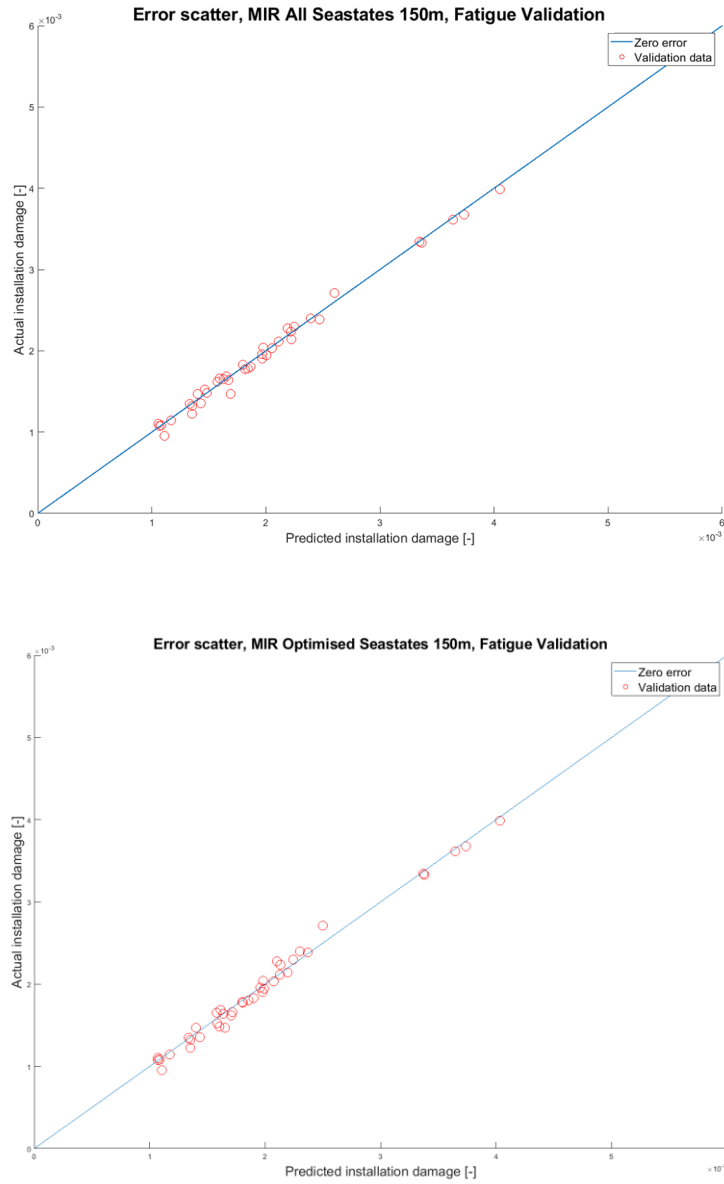 Error scatter, MIR All Seastates 150m, Fatigue Validation
×10⁻³
6
Zero error
Validation data
5
4
3
2
1
0
Actual installation damage [-]
0 1 2 3 4 5 6
Predicted installation damage [-]
×10⁻³
Error scatter, MIR Optimised Seastates 150m, Fatigue Validation
×10⁻³
6
Zero error
Validation data
5
4
3
2
1
0
Actual installation damage [-]
0 1 2 3 4 5
Predicted installation damage [-]